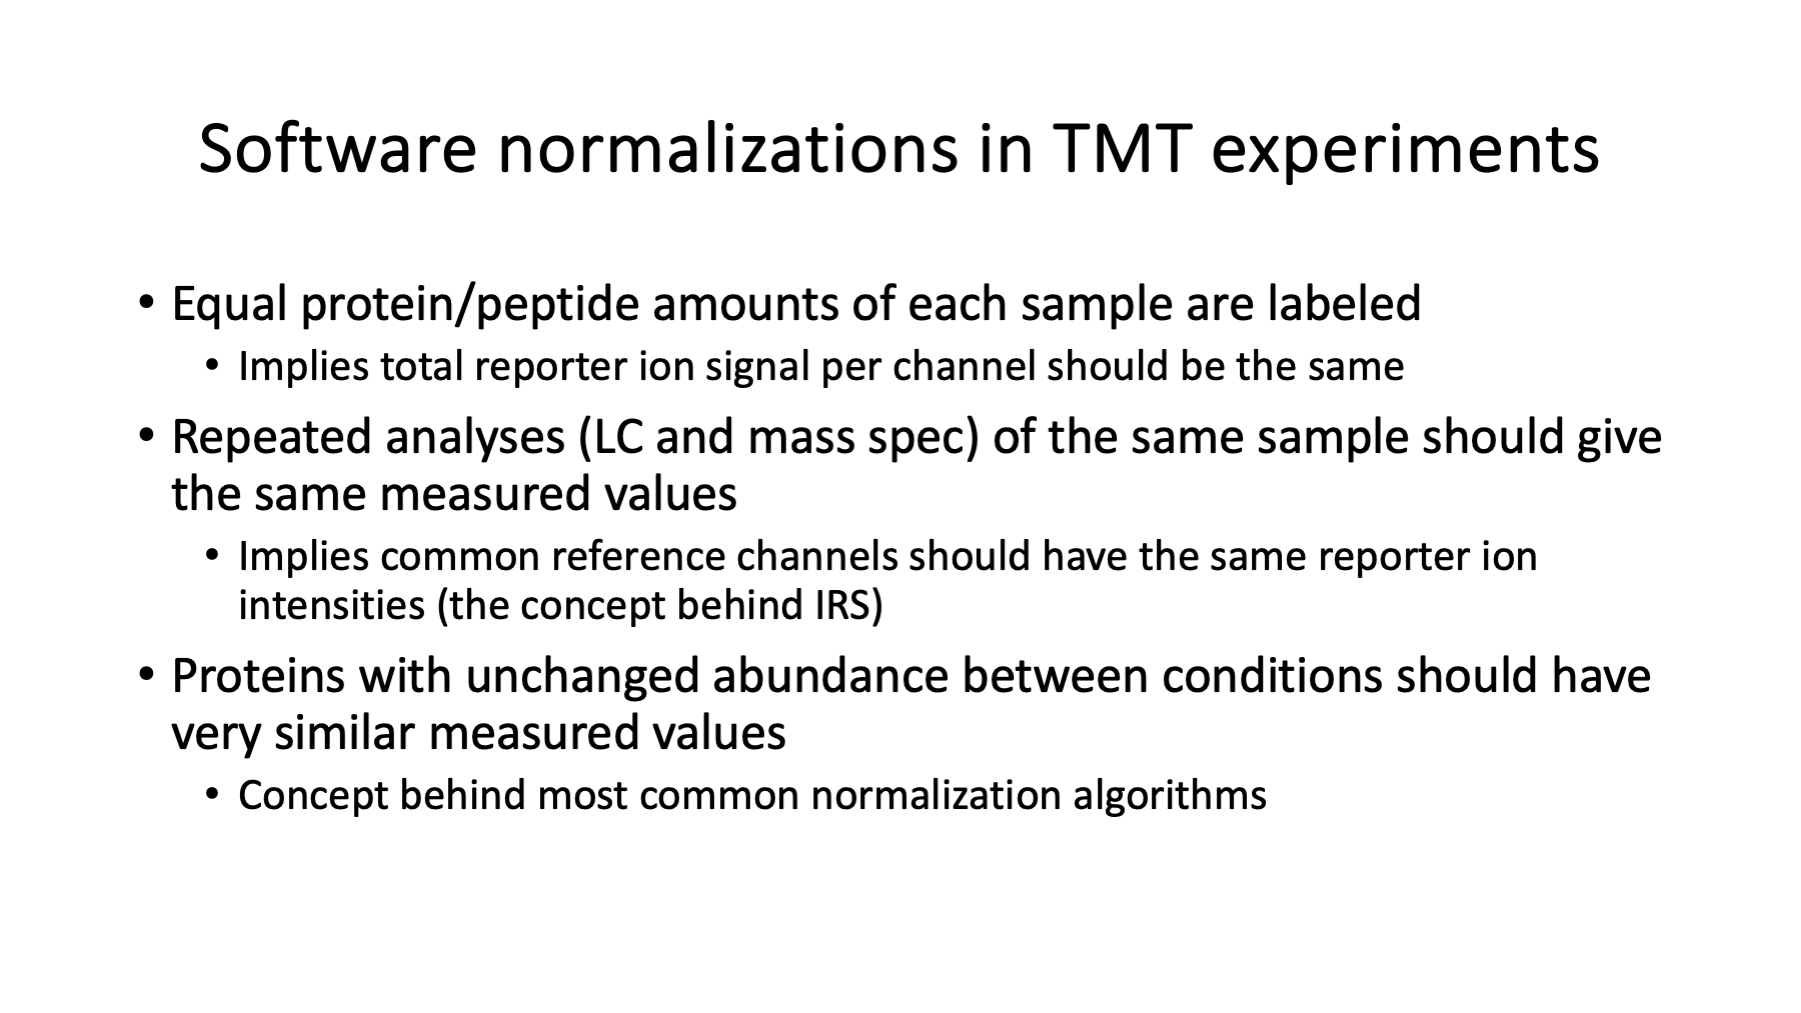 Software normalizations in TMT experiments
• Equal protein/peptide amounts of each sample are labeled
• Implies total reporter ion signal per channel should be the same
• Repeated analyses (LC and mass spec) of the same sample should give
the same measured values
• Implies common reference channels should have the same reporter ion
intensities (the concept behind IRS)
• Proteins with unchanged abundance between conditions should have
very similar measured values
• Concept behind most common normalization algorithms